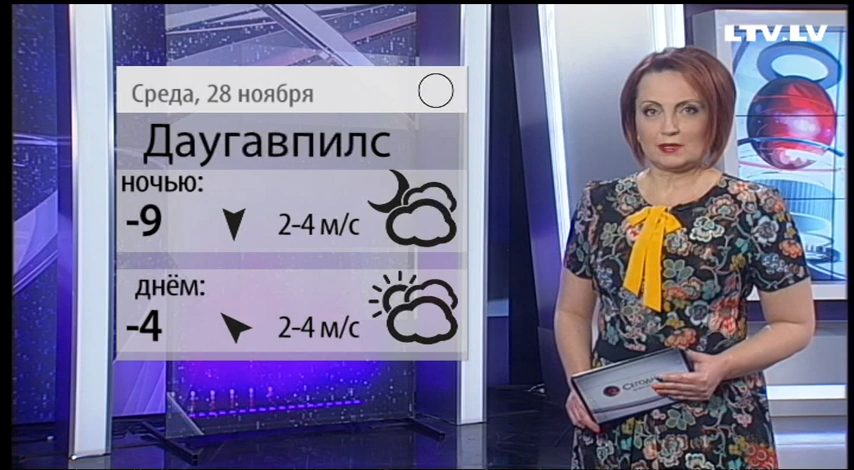 LTV.LV
Среда, 28 ноября
Даугавпилс
ночью:
-9 2-4 м/с
днём:
-4 2-4 м/с